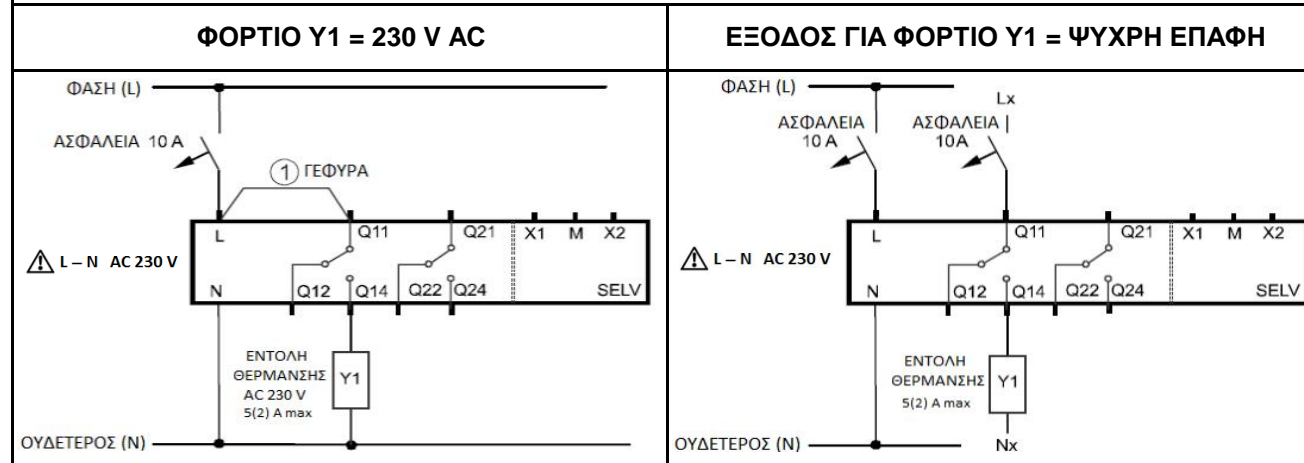 ΦΟΡΤΙΟ Υ1 = 230 V AC
ΦΑΣΗ (L)
ΑΣΦΑΛΕΙΑ 10 A
1 ΓΕΦΥΡΑ
L Q11 Q21 X1 M X2
⚠ L – N AC 230 V
N Q12 Q14 Q22 Q24 SELV
ΕΝΤΟΛΗ
ΘΕΡΜΑΝΣΗΣ
AC 230 V
5(2) A max
Y1
ΟΥΔΕΤΕΡΟΣ (N)
ΕΞΟΔΟΣ ΓΙΑ ΦΟΡΤΙΟ Υ1 = ΨΥΧΡΗ ΕΠΑΦΗ
ΦΑΣΗ (L)
Lx
ΑΣΦΑΛΕΙΑ
10 A
ΑΣΦΑΛΕΙΑ
10A
L Q11 Q21 X1 M X2
⚠ L – N AC 230 V
N Q12 Q14 Q22 Q24 SELV
ΕΝΤΟΛΗ
ΘΕΡΜΑΝΣΗΣ
5(2) A max
Y1
ΟΥΔΕΤΕΡΟΣ (N)
Nx